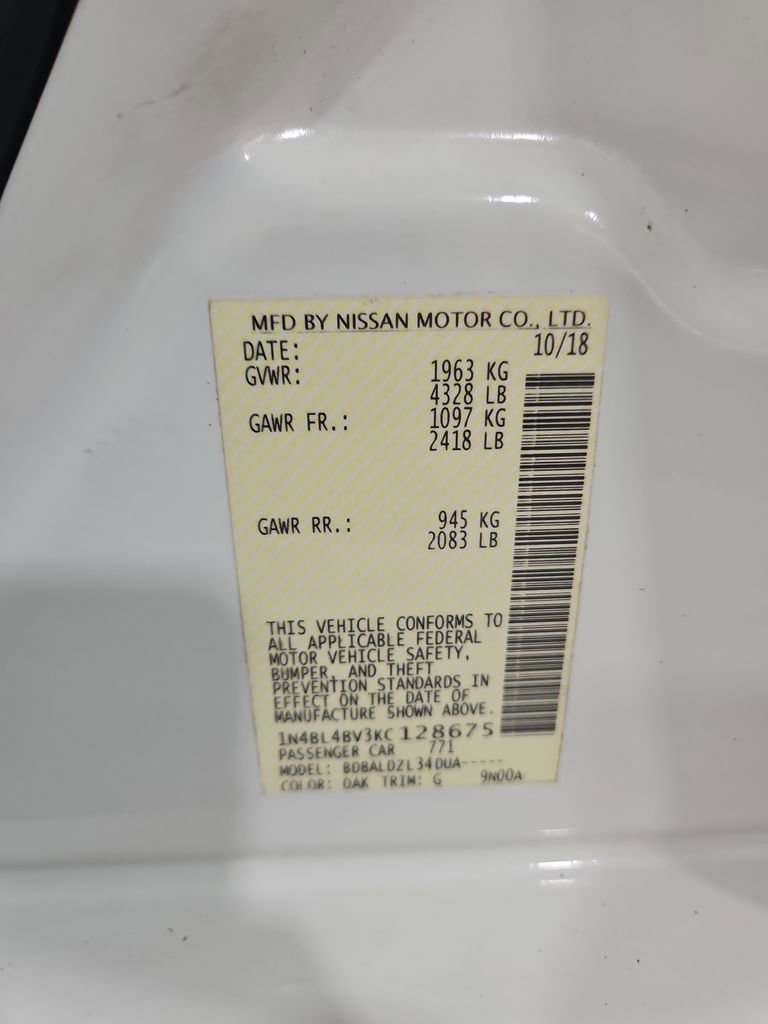 MFD BY NISSAN MOTOR CO., LTD.
DATE: 10/18
GVWR: 1963 KG
4328 LB
GAWR FR.: 1097 KG
2418 LB
GAWR RR.: 945 KG
2083 LB
THIS VEHICLE CONFORMS TO
ALL APPLICABLE FEDERAL
MOTOR VEHICLE SAFETY,
BUMPER, AND THEFT
PREVENTION STANDARDS IN
EFFECT ON THE DATE OF
MANUFACTURE SHOWN ABOVE.
1N4BL4BV3KC128675
PASSENGER CAR 771
MODEL: BDBALDZL34DUA-----
COLOR: QAK TRIM: G 9N00A